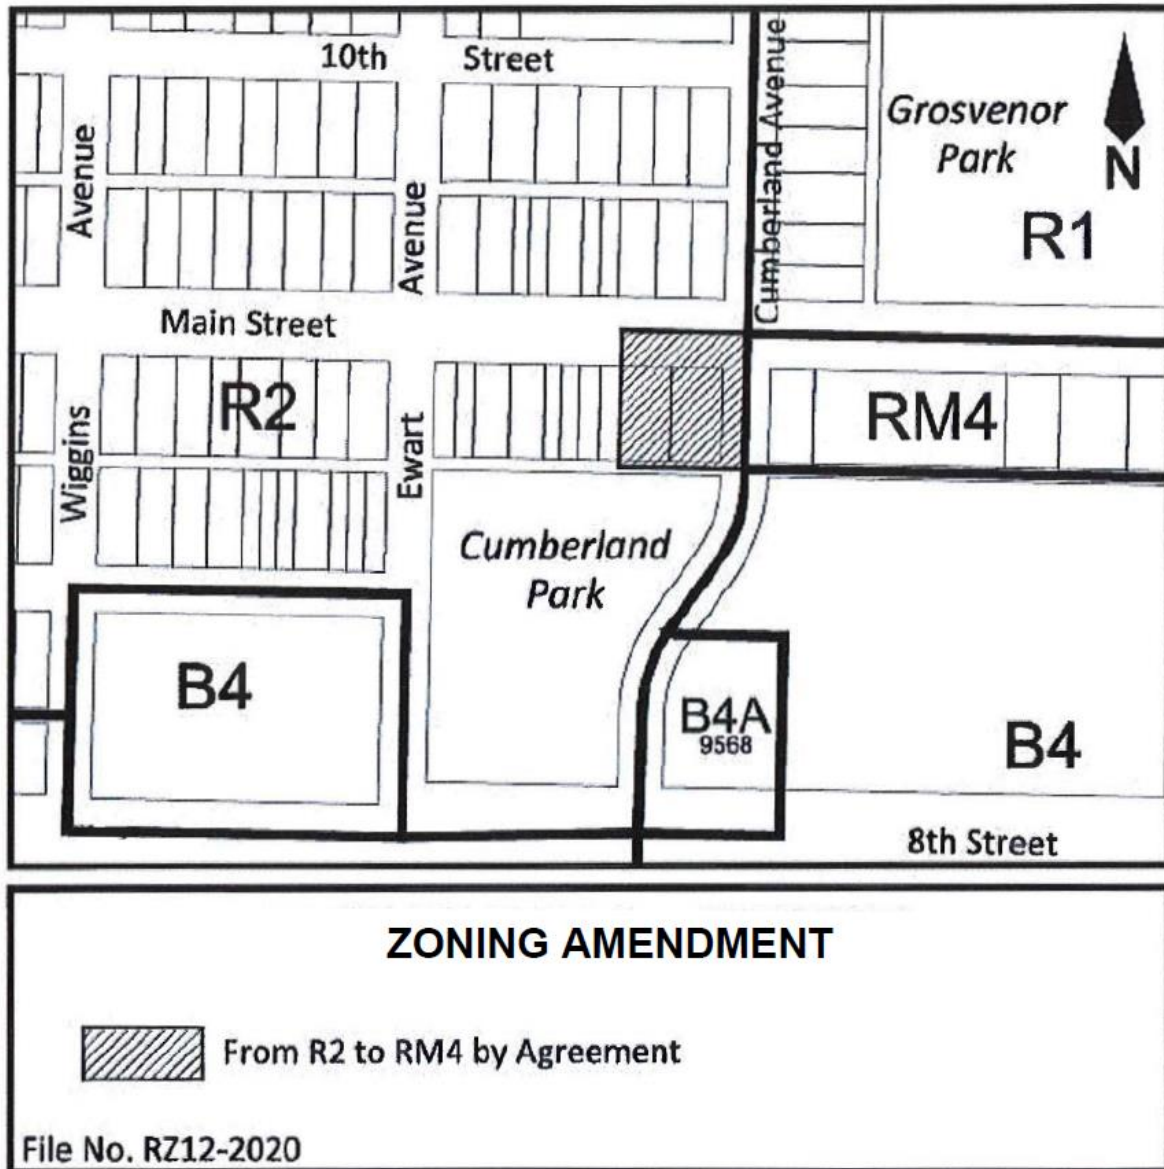 10th Street
Cumberland Avenue
Grosvenor
Park
N
R1
Avenue
Avenue
Main Street
R2
RM4
Wiggins
Ewart
Cumberland
Park
B4
B4A
9568
B4
8th Street
ZONING AMENDMENT
From R2 to RM4 by Agreement
File No. RZ12-2020